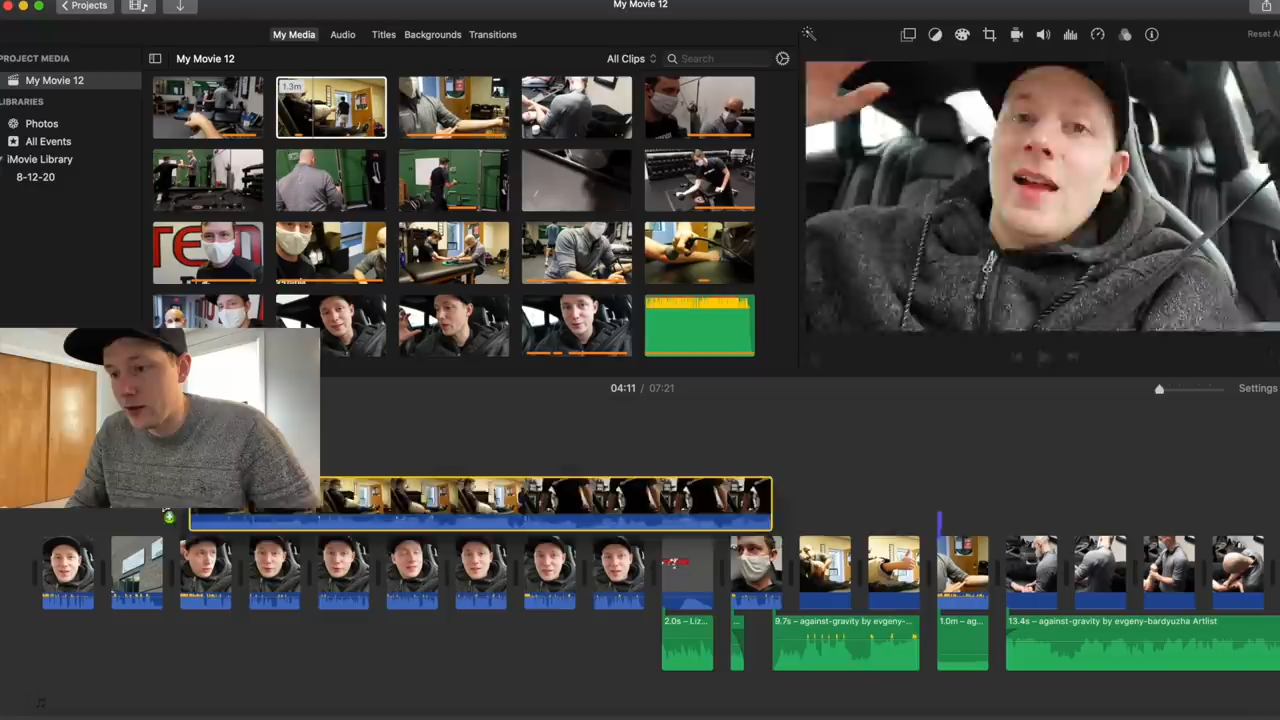 My Movie 12
Projects
My Media
Audio
Titles
Backgrounds
Transitions
Reset Al
PROJECT MEDIA
My Movie 12
All Clips
Search
My Movie 12
LIBRARIES
Photos
All Events
iMovie Library
8-12-20
1.3m
TEM
04:11 / 07:21
Settings
2.0s – Liz...
...
9.7s – against-gravity by evgeny-...
1.0m – ag...
13.4s – against-gravity by evgeny-bardyuzha Artlist